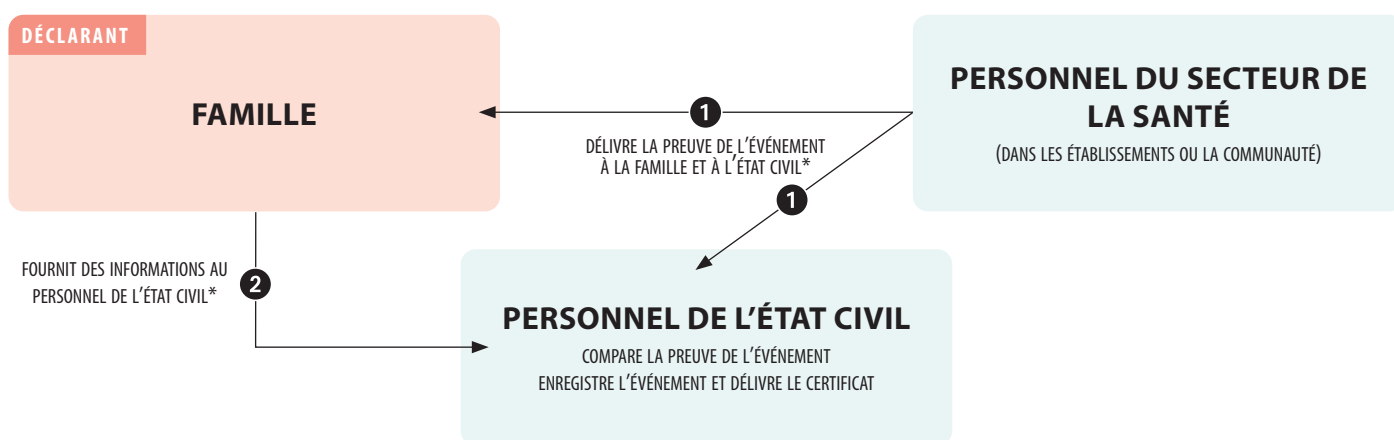 DÉCLARANT
FAMILLE
PERSONNEL DU SECTEUR DE
LA SANTÉ
(DANS LES ÉTABLISSEMENTS OU LA COMMUNAUTÉ)
1
DÉLIVRE LA PREUVE DE L’ÉVÉNEMENT
À LA FAMILLE ET À L’ÉTAT CIVIL*
1
FOURNIT DES INFORMATIONS AU
PERSONNEL DE L’ÉTAT CIVIL*
2
PERSONNEL DE L’ÉTAT CIVIL
COMPARE LA PREUVE DE L’ÉVÉNEMENT
ENREGISTRE L’ÉVÉNEMENT ET DÉLIVRE LE CERTIFICAT